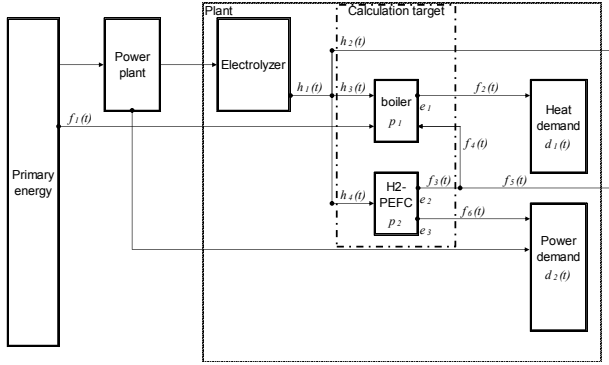 Plant
Calculation target
Power
plant
Electrolyzer
h2(t)
h1(t)
h3(t)
boiler
p1
e1
f2(t)
Heat
demand
d1(t)
f1(t)
f4(t)
Primary
energy
h4(t)
H2-
PEFC
p2
f3(t)
e2
e3
f5(t)
f6(t)
Power
demand
d2(t)